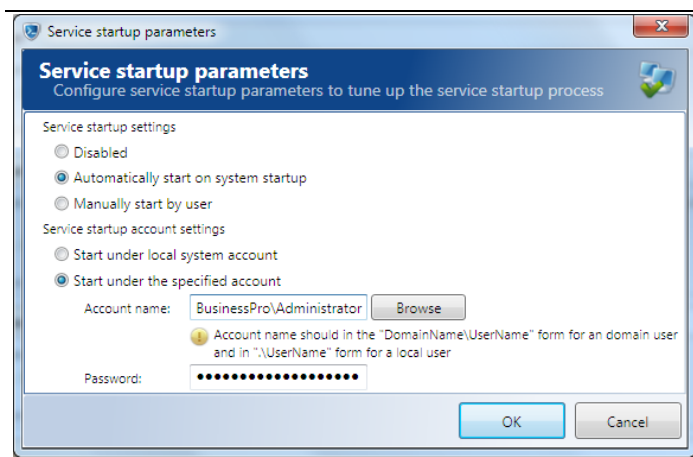 Service startup parameters
Service startup parameters
Configure service startup parameters to tune up the service startup process
Service startup settings
Disabled
Automatically start on system startup
Manually start by user
Service startup account settings
Start under local system account
Start under the specified account
Account name: BusinessPro\Administrator Browse
Account name should in the "DomainName\UserName" form for an domain user
and in ".\UserName" form for a local user
Password: ●●●●●●●●●●●●●●●●●●●
OK Cancel